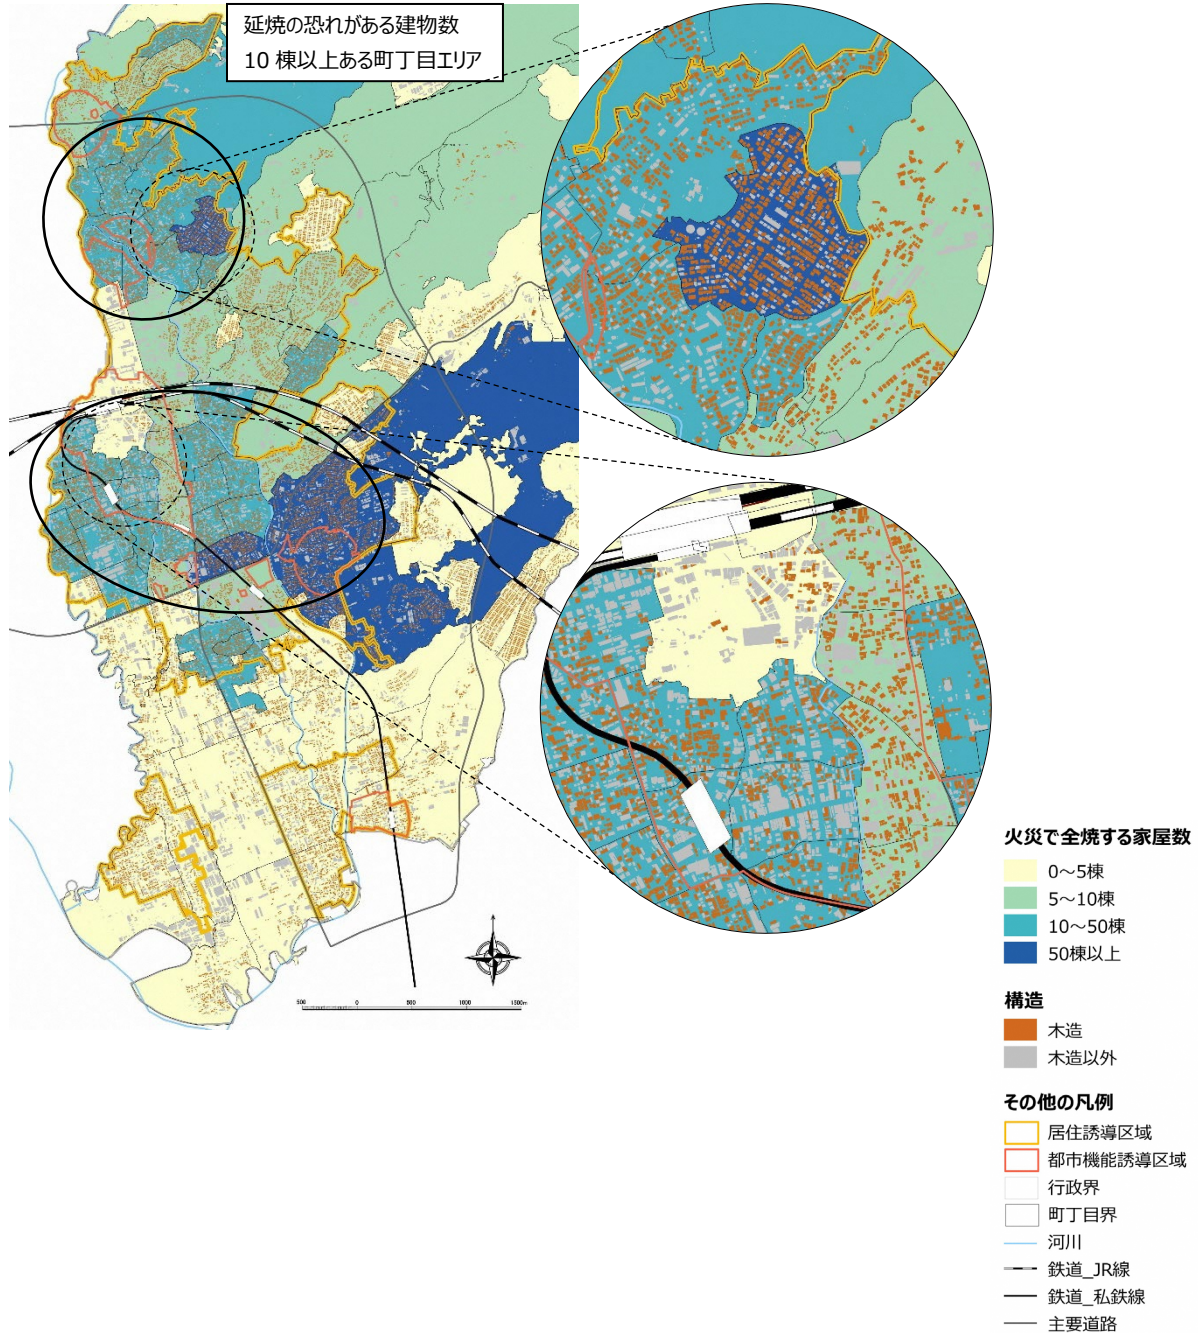 延焼の恐れがある建物数
10 棟以上ある町丁目エリア
500 0 500 1000 1500m
火災で全焼する家屋数
0～5棟
5～10棟
10～50棟
50棟以上
構造
木造
木造以外
その他の凡例
居住誘導区域
都市機能誘導区域
行政界
町丁目界
河川
鉄道_JR線
鉄道_私鉄線
主要道路